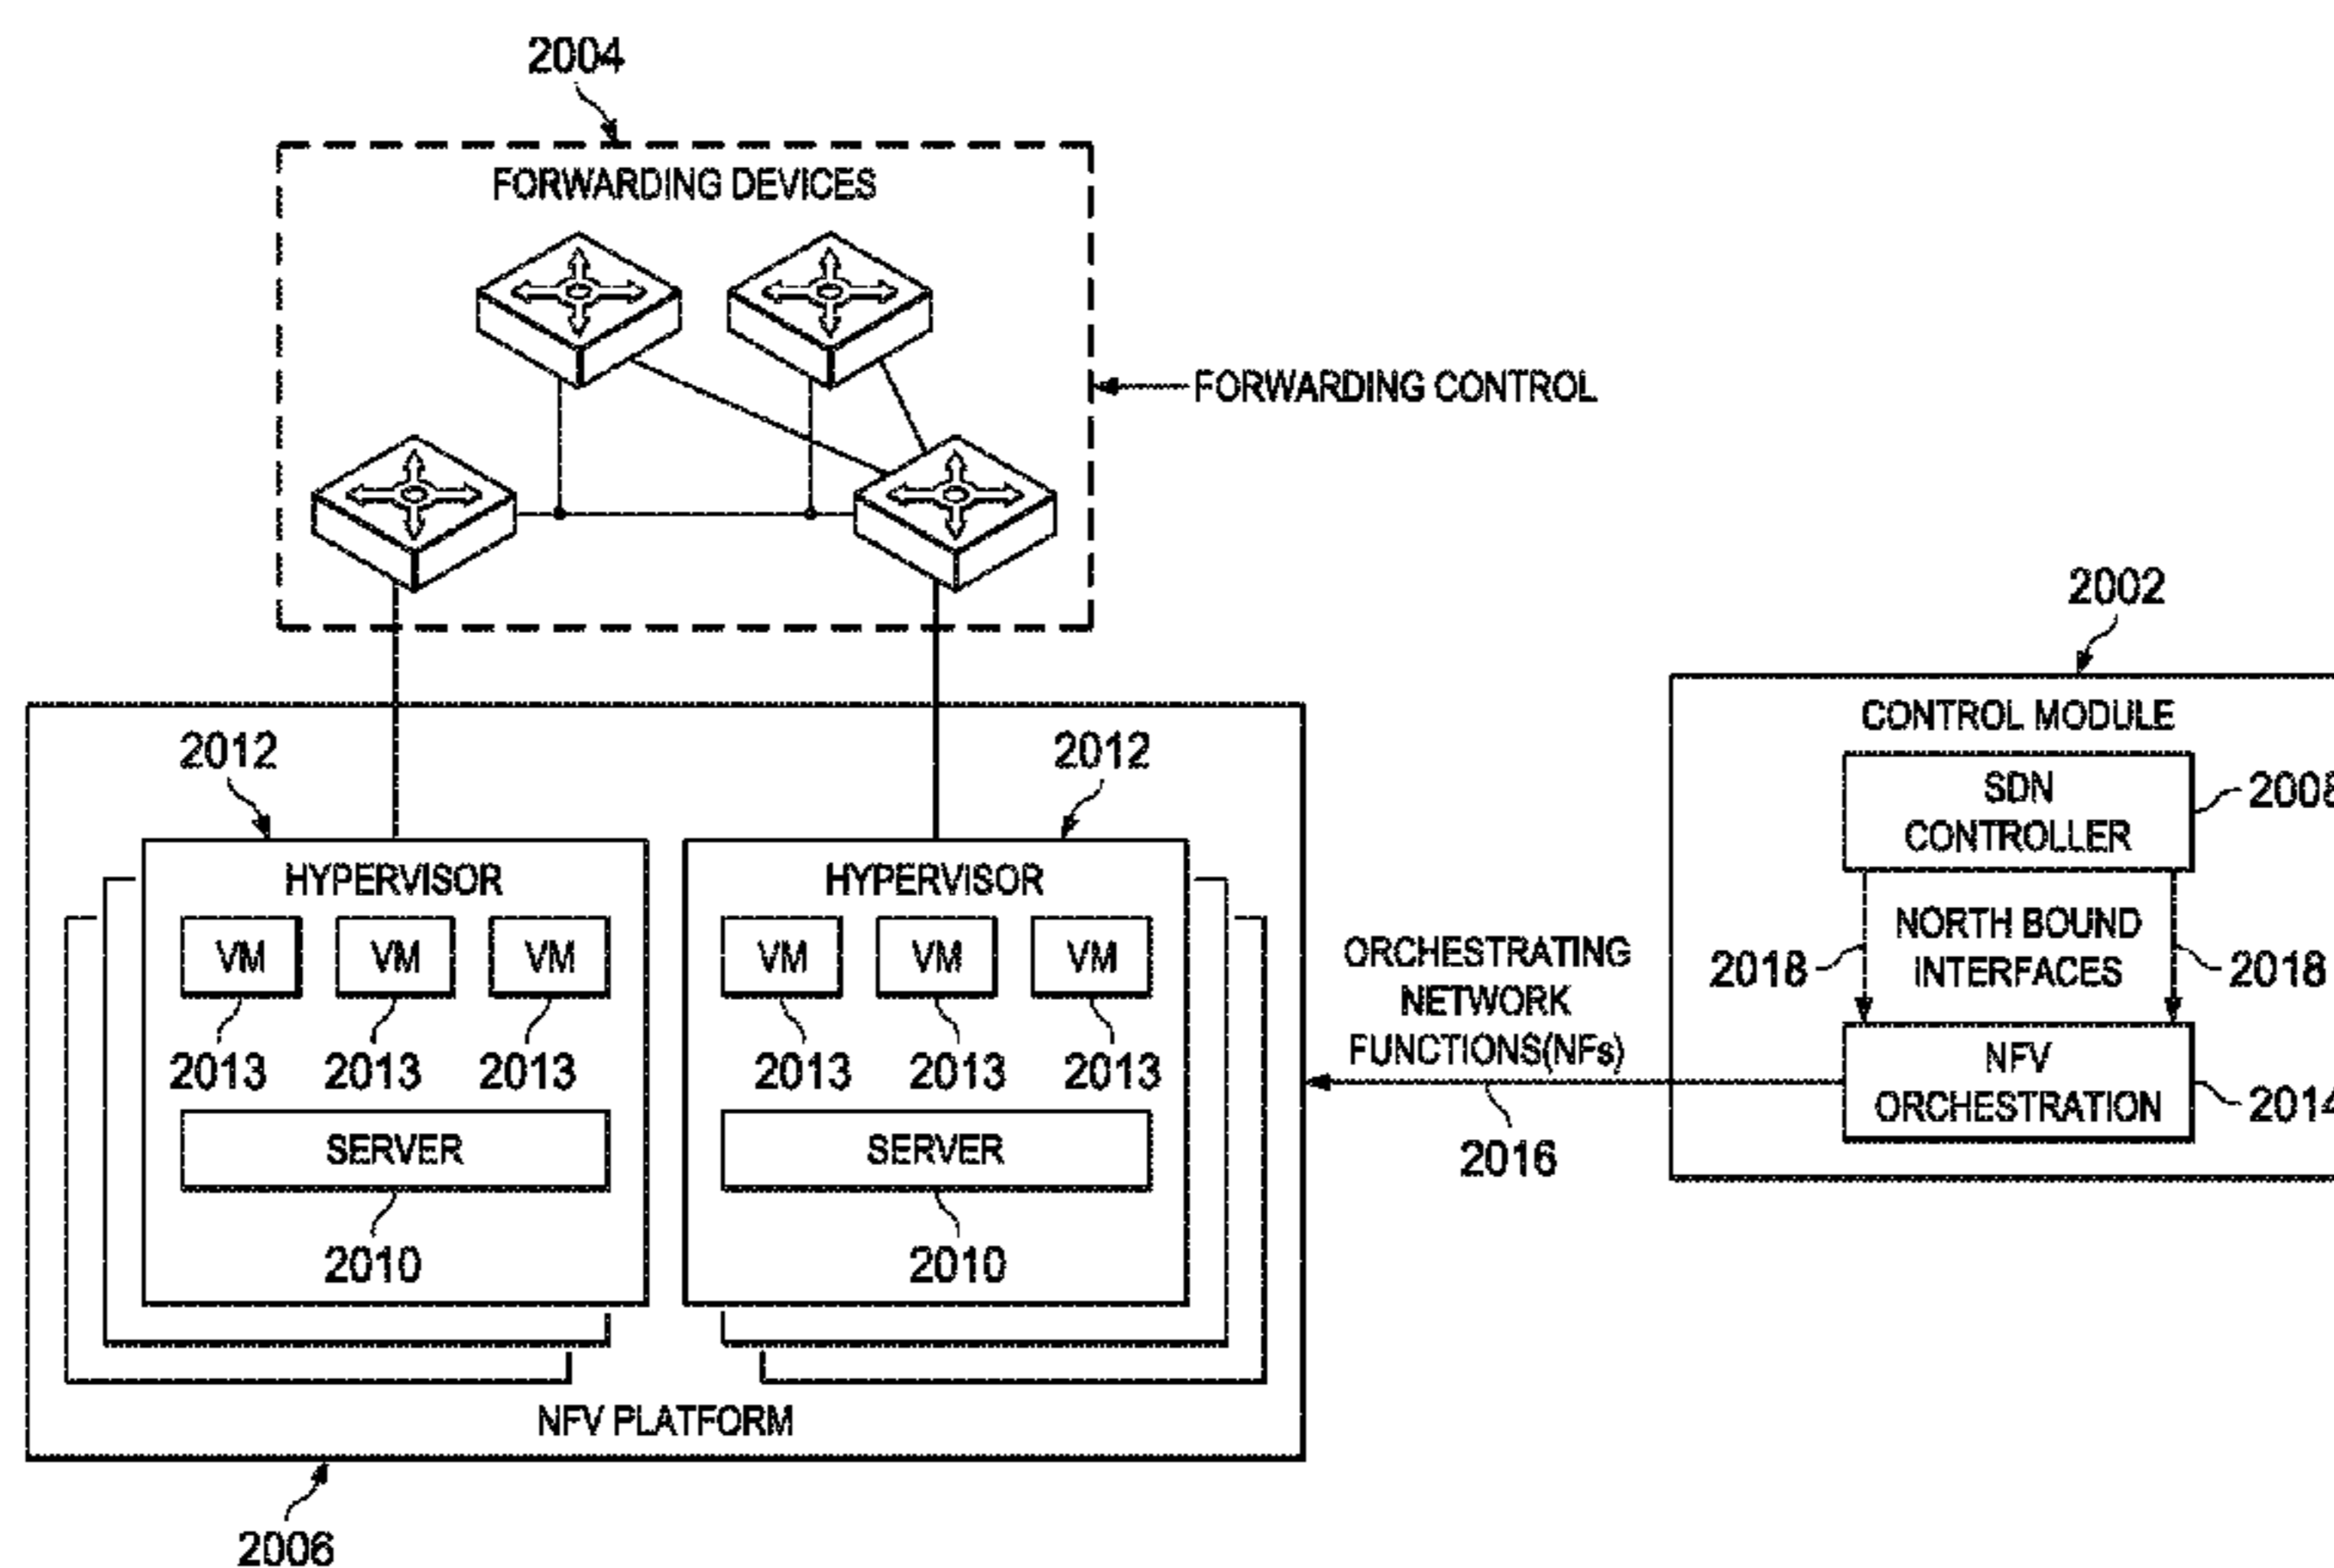 2004
FORWARDING DEVICES
FORWARDING CONTROL
2002
CONTROL MODULE
SDN
CONTROLLER
2008
NORTH BOUND
INTERFACES
2018
2018
NFV
ORCHESTRATION
2014
ORCHESTRATING
NETWORK
FUNCTIONS(NFs)
2016
2012
2012
HYPERVISOR
HYPERVISOR
VM
VM
VM
VM
VM
VM
2013
2013
2013
2013
2013
2013
SERVER
SERVER
2010
2010
NFV PLATFORM
2006